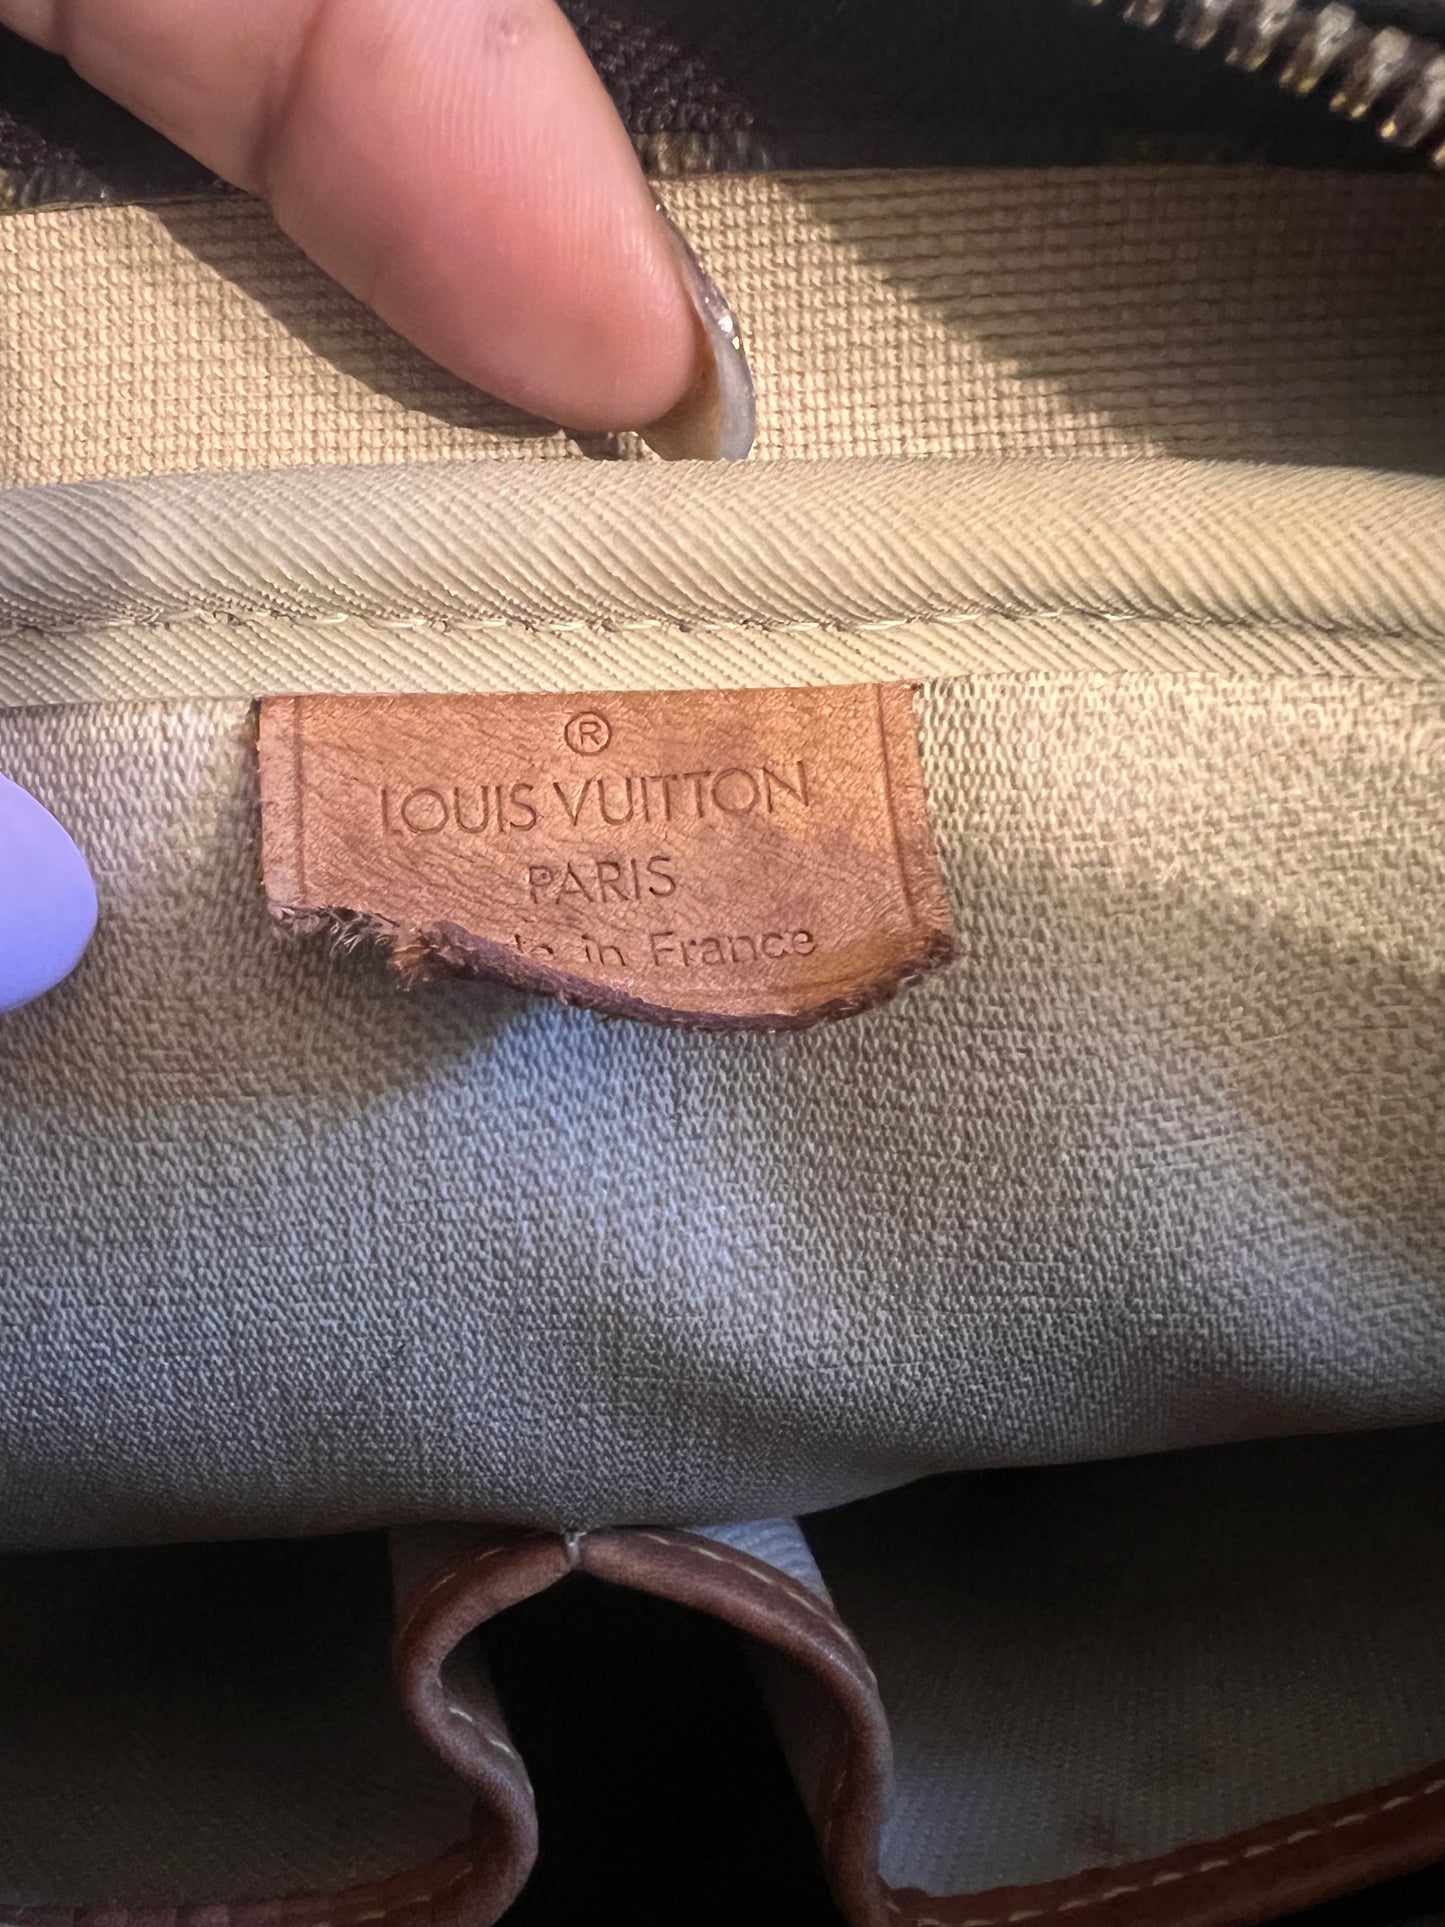 ®
LOUIS VUITTON
PARIS
in France